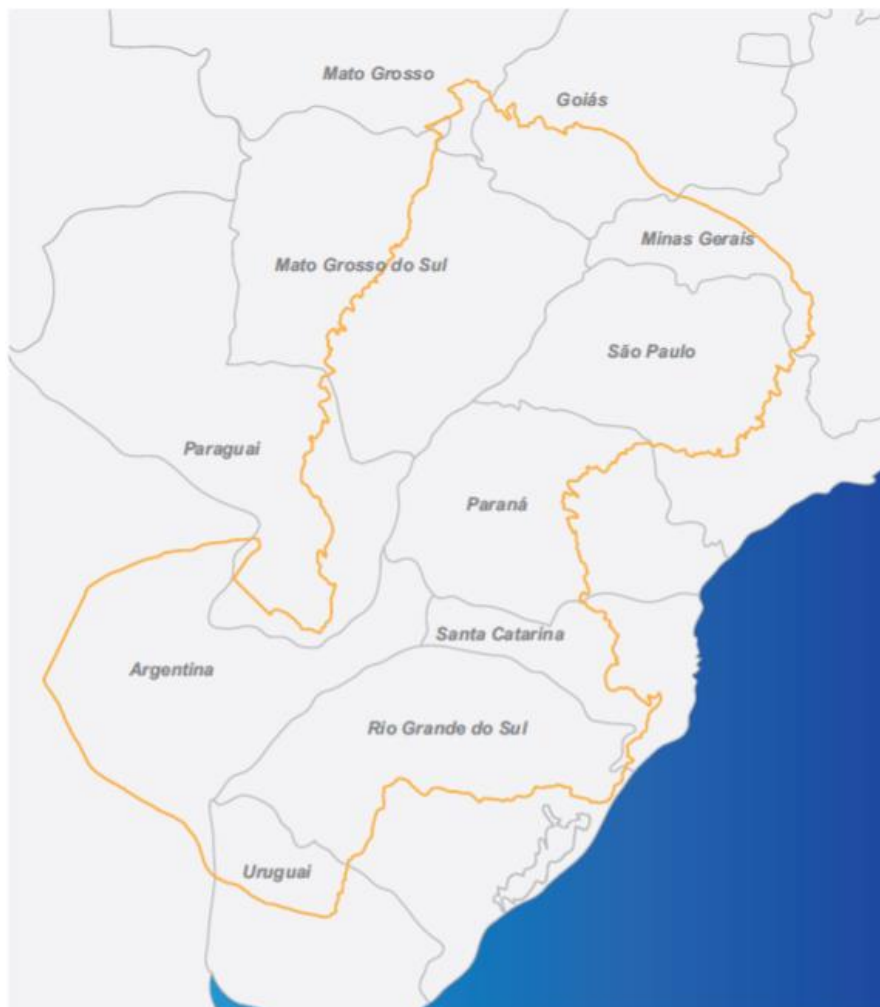 Mato Grosso
Goiás
Minas Gerais
Mato Grosso do Sul
São Paulo
Paraguai
Paraná
Santa Catarina
Argentina
Rio Grande do Sul
Uruguai